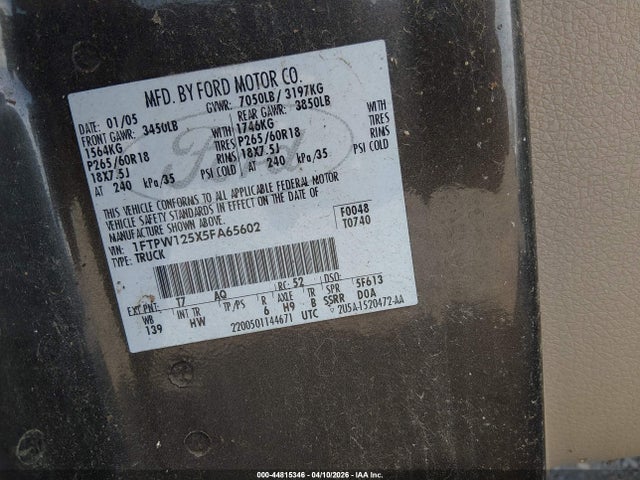 MFD. BY FORD MOTOR CO.
DATE: 01/05 GVWR: 7050LB/ 3197KG
FRONT GAWR: 3450LB REAR GAWR: 3850LB
1564KG WITH 1746KG WITH
P265/60R18 TIRES P265/60R18 TIRES
18X7.5J RIMS 18X7.5J RIMS
AT 240 kPa/35 PSI COLD AT 240 kPa/35 PSI COLD
THIS VEHICLE CONFORMS TO ALL APPLICABLE FEDERAL MOTOR
VEHICLE SAFETY STANDARDS IN EFFECT ON THE DATE OF
MANUFACTURE SHOWN ABOVE.
VIN: 1FTPW125X5FA65602 F0048
TYPE: TRUCK T0740
Ford
EXT PNT: T7 AQ RC: 52 DSO:
WB INT TR TP/PS R AXLE TR SPR 5F613
139 HW 6 H9 B SSRR DOA
2200501144671 UTC ▽ 2U5A-1520472-AA
000-44815346 - 04/10/2026 - IAA Inc.